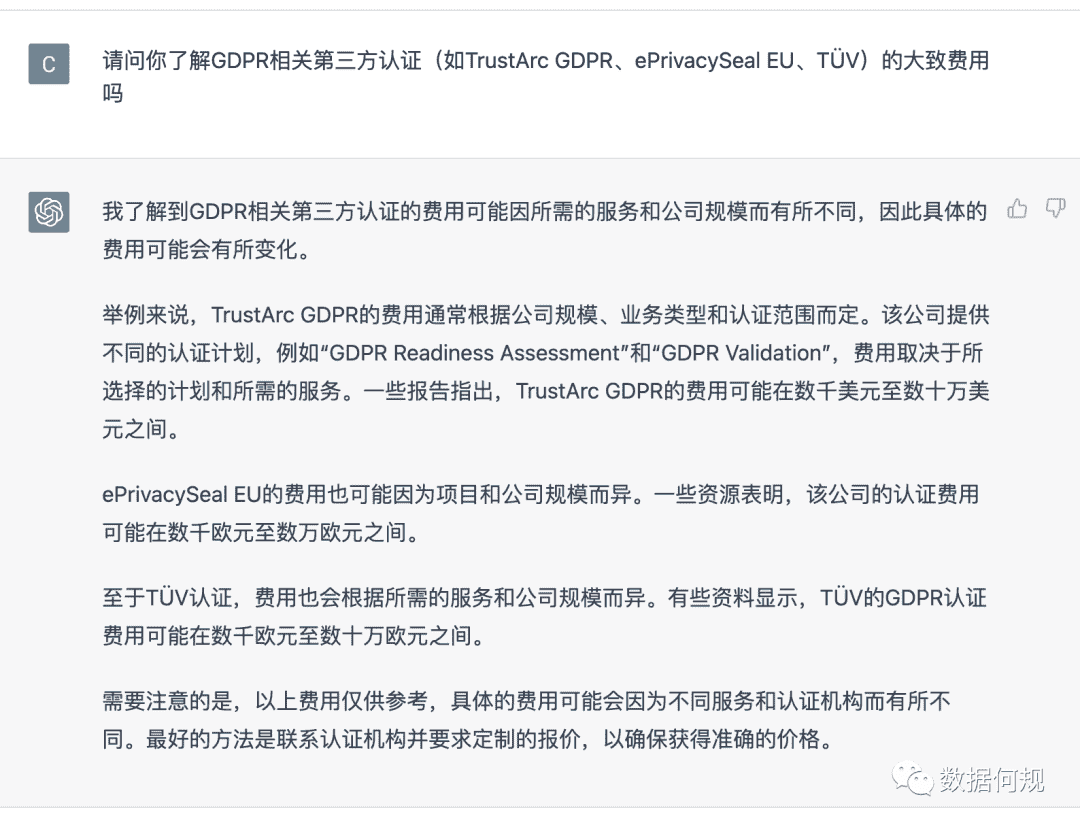 C
请问你了解GDPR相关第三方认证（如TrustArc GDPR、ePrivacySeal EU、TÜV）的大致费用
吗
我了解到GDPR相关第三方认证的费用可能因所需的服务和公司规模而有所不同，因此具体的
费用可能会有所变化。
举例来说，TrustArc GDPR的费用通常根据公司规模、业务类型和认证范围而定。该公司提供
不同的认证计划，例如“GDPR Readiness Assessment”和“GDPR Validation”，费用取决于所
选择的计划和所需的服务。一些报告指出，TrustArc GDPR的费用可能在数千美元至数十万美
元之间。
ePrivacySeal EU的费用也可能因为项目和公司规模而异。一些资源表明，该公司的认证费用
可能在数千欧元至数万欧元之间。
至于TÜV认证，费用也会根据所需的服务和公司规模而异。有些资料显示，TÜV的GDPR认证
费用可能在数千欧元至数十万欧元之间。
需要注意的是，以上费用仅供参考，具体的费用可能会因为不同服务和认证机构而有所不
同。最好的方法是联系认证机构并要求定制的报价，以确保获得准确的价格。
数据何规